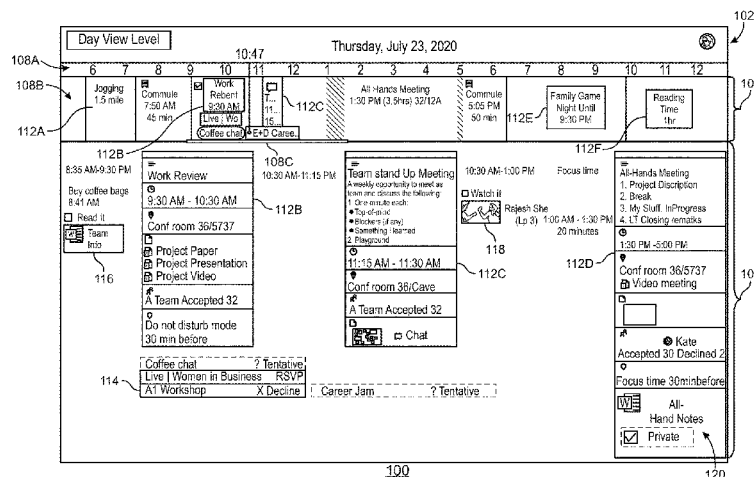 102
Day View Level
Thursday, July 23, 2020
10:47
108A
6 7 8 9 10 11 12 1 2 3 4 5 6 7 8 9 10 11 12
10
108B
Jogging
1.5 mile
Commute
7:50 AM
45 min
Work
9:30 AM
Live | Wo
Coffee chat
T...
11...
15...
E+D Caree.
112C
All-Hands Meeting
1:30 PM (3.5hrs) 32/12A
Commute
5:05 PM
50 min
112E
Family Game
Night Until
9:30 PM
Reading
Time
1hr
112A
112B
108C
112F
8:35 AM-9:30 PM
Buy coffee bags
8:41 AM
Read it
Team
Info
116
Work Review
9:30 AM - 10:30 AM
Conf room 36/5737
Project Paper
Project Presentation
Project Video
A Team Accepted 32
Do not disturb mode
30 min before
112B
10:30 AM-11:15 PM
Team stand Up Meeting
A weekly opportunity to meet as
team and discuss the following:
1. One minute each:
Top-of-mind
Blockers (if any)
Something I learned
2. Playground
11:15 AM - 11:30 AM
Conf room 36/Cave
A Team Accepted 32
Chat
112C
10:30 AM-1:00 PM Focus time
Watch it
Rajesh She
(Lp 3) 1:00 AM - 1:30 PM
20 minutes
118
112D
All-Hands Meeting
1. Project Discription
2. Break
3. My Stuff, InProgress
4. LT Closing remaiks
1:30 PM -5:00 PM
Conf room 36/5737
Video meeting
Kate
Accepted 30 Declined 2
Focus time 30minbefore
All-
Hand Notes
Private
10
114
Coffee chat ? Tentative
Live | Women in Business RSVP
A1 Workshop X Decline
Career Jam ? Tentative
100
120